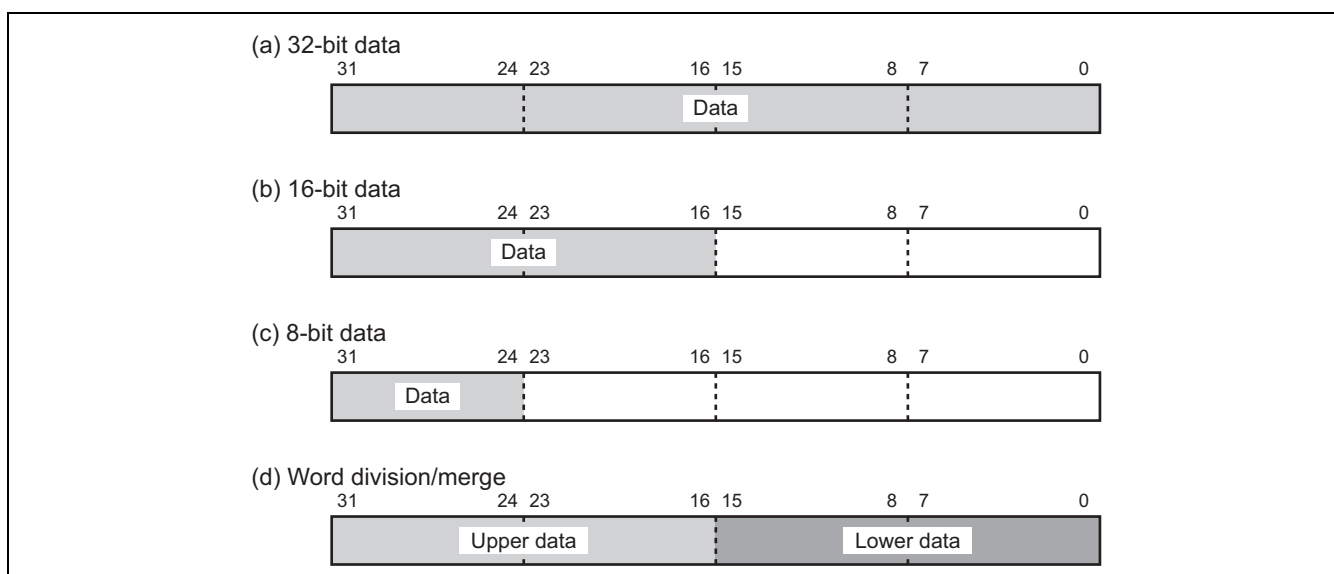 (a) 32-bit data
31 24 23 16 15 8 7 0
Data
(b) 16-bit data
31 24 23 16 15 8 7 0
Data
(c) 8-bit data
31 24 23 16 15 8 7 0
Data
(d) Word division/merge
31 24 23 16 15 8 7 0
Upper data Lower data